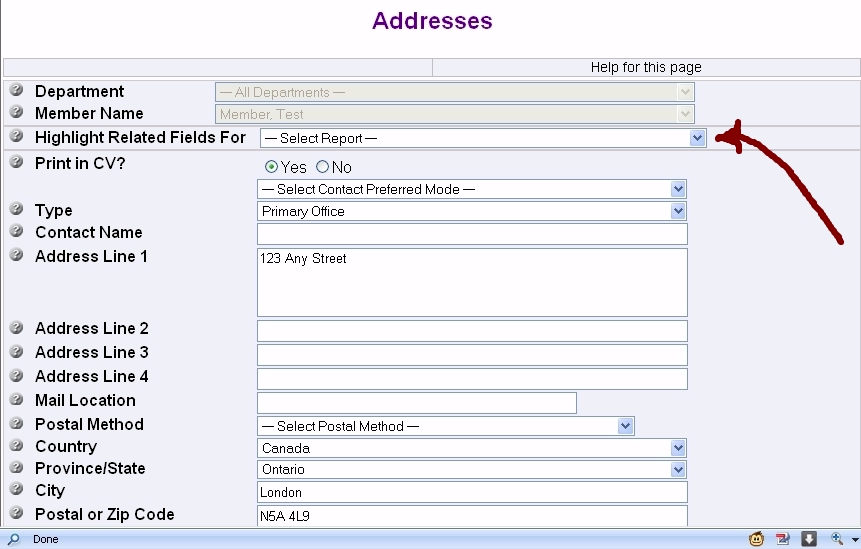 Addresses
Help for this page
Department — All Departments —
Member Name Member, Test
Highlight Related Fields For — Select Report —
Print in CV? Yes No
— Select Contact Preferred Mode —
Type Primary Office
Contact Name
Address Line 1 123 Any Street
Address Line 2
Address Line 3
Address Line 4
Mail Location
Postal Method — Select Postal Method —
Country Canada
Province/State Ontario
City London
Postal or Zip Code N5A 4L9
Done